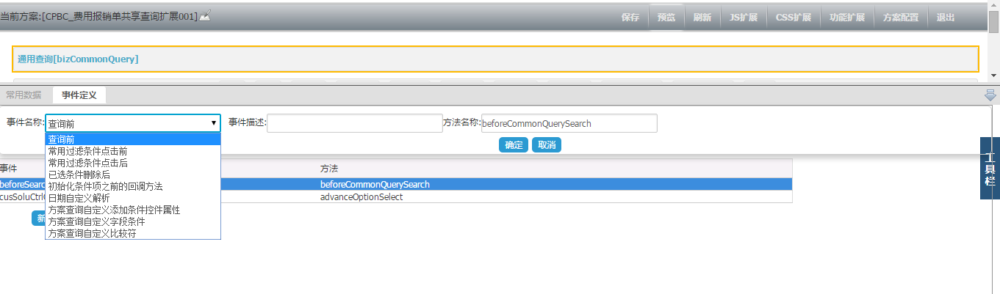 当前方案:[CPBC_费用报销单共享查询扩展001]
保存 预览 刷新 JS扩展 CSS扩展 功能扩展 方案配置 退出
通用查询[bizCommonQuery]
常用数据 事件定义
事件名称: 查询前 事件描述: 方法名称: beforeCommonQuerySearch
查询前
常用过滤条件点击前
常用过滤条件点击后
已选条件删除后
初始化条件项之前的回调方法
日期自定义解析
方案查询自定义添加条件控件属性
方案查询自定义字段条件
方案查询自定义比较符
确定 取消
工具栏
事件 方法
beforeSearc beforeCommonQuerySearch
cusSoluCtrl advanceOptionSelect
新